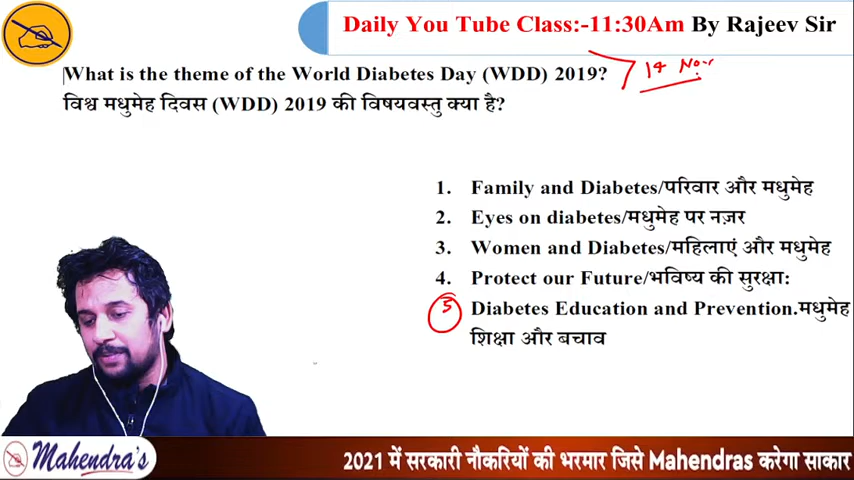 Daily You Tube Class:-11:30Am By Rajeev Sir
What is the theme of the World Diabetes Day (WDD) 2019?
14 Nov
विश्व मधुमेह दिवस (WDD) 2019 की विषयवस्तु क्या है?
1. Family and Diabetes/परिवार और मधुमेह
2. Eyes on diabetes/मधुमेह पर नज़र
3. Women and Diabetes/महिलाएं और मधुमेह
4. Protect our Future/भविष्य की सुरक्षा:
5 Diabetes Education and Prevention.मधुमेह
शिक्षा और बचाव
Mahendra's
2021 में सरकारी नौकरियों की भरमार जिसे Mahendras करेगा साकार